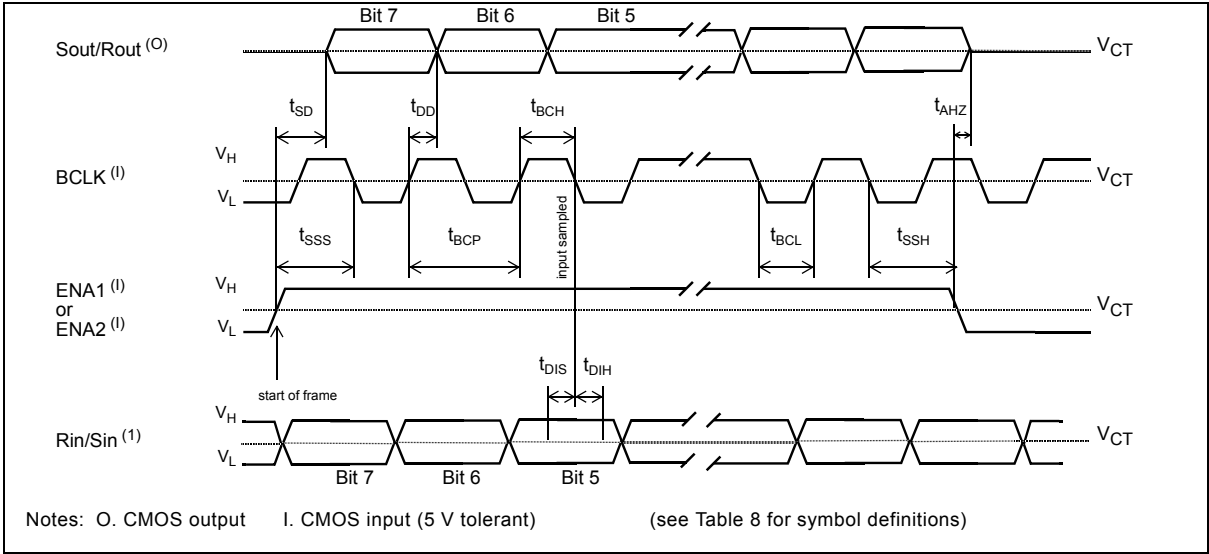 Bit 7 Bit 6 Bit 5
Sout/Rout (O) VCT
tSD tDD tBCH tAHZ
VH
BCLK (I) VCT
VL
tSSS tBCP input sampled tBCL tSSH
ENA1 (I) VH
or VCT
ENA2 (I) VL
tDIS tDIH
start of frame
VH
Rin/Sin (1) VCT
VL
Bit 7 Bit 6 Bit 5
Notes: O. CMOS output I. CMOS input (5 V tolerant) (see Table 8 for symbol definitions)